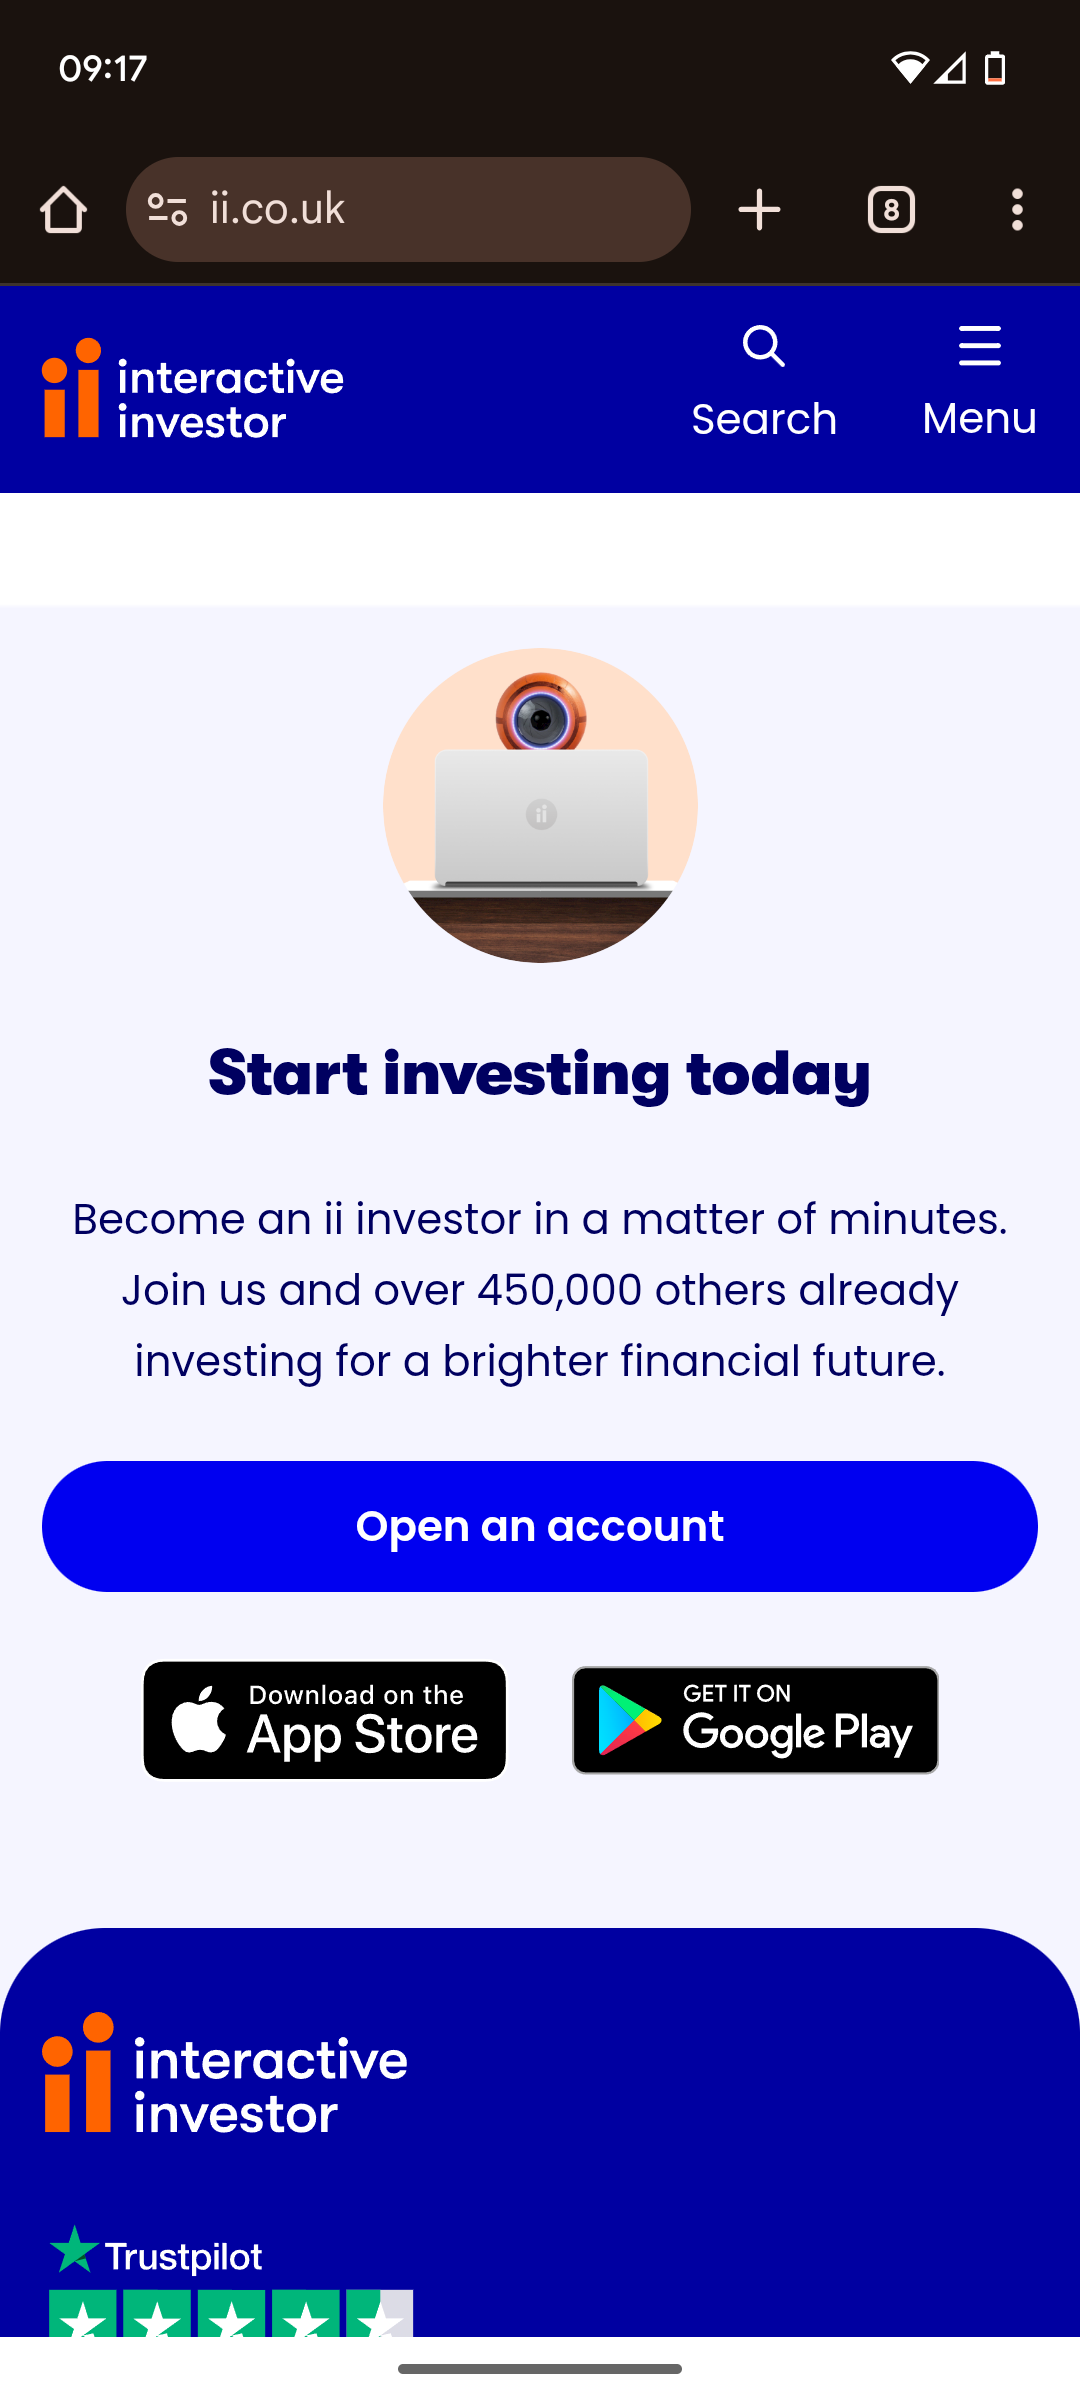 09:17
ii.co.uk
8
interactive
investor
Search
Menu
ii
Start investing today
Become an ii investor in a matter of minutes.
Join us and over 450,000 others already
investing for a brighter financial future.
Open an account
Download on the
App Store
GET IT ON
Google Play
interactive
investor
Trustpilot